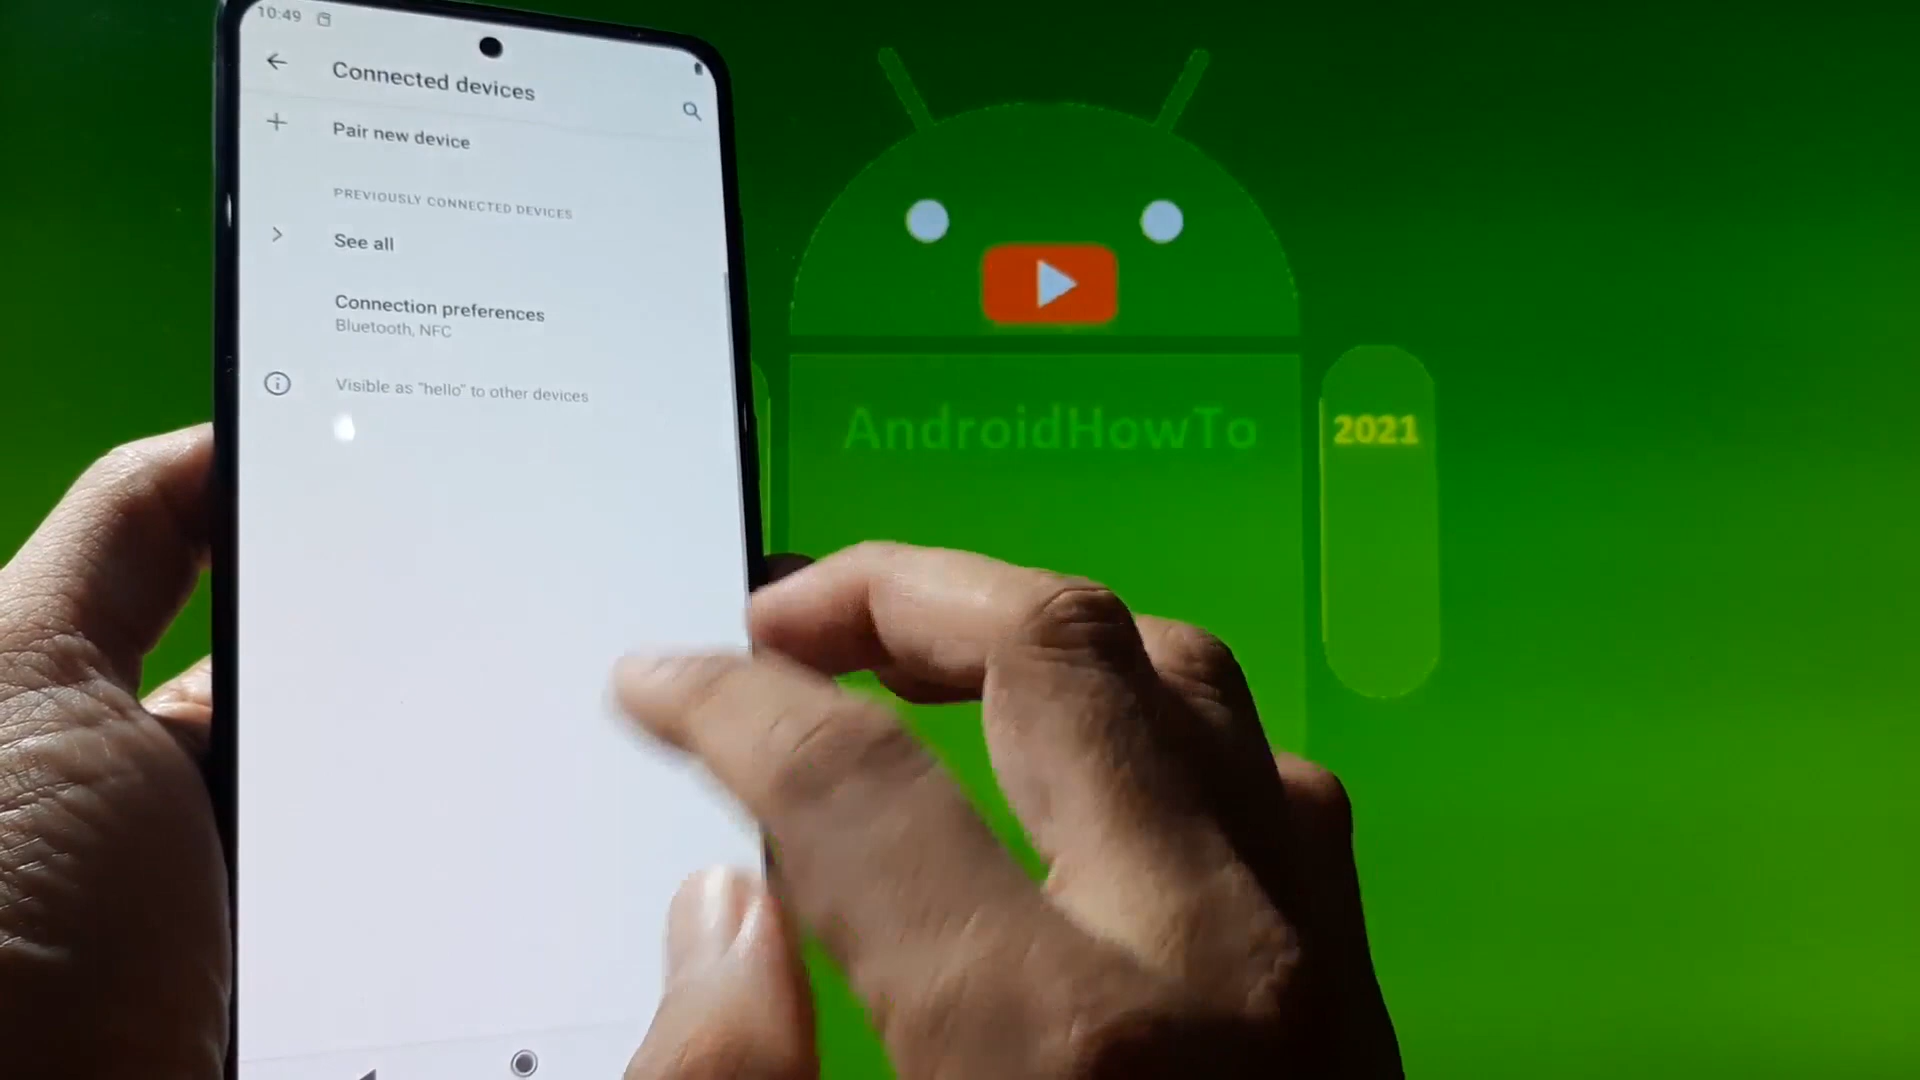 10:49
Connected devices
Pair new device
PREVIOUSLY CONNECTED DEVICES
See all
Connection preferences
Bluetooth, NFC
Visible as "hello" to other devices
AndroidHowTo
2021